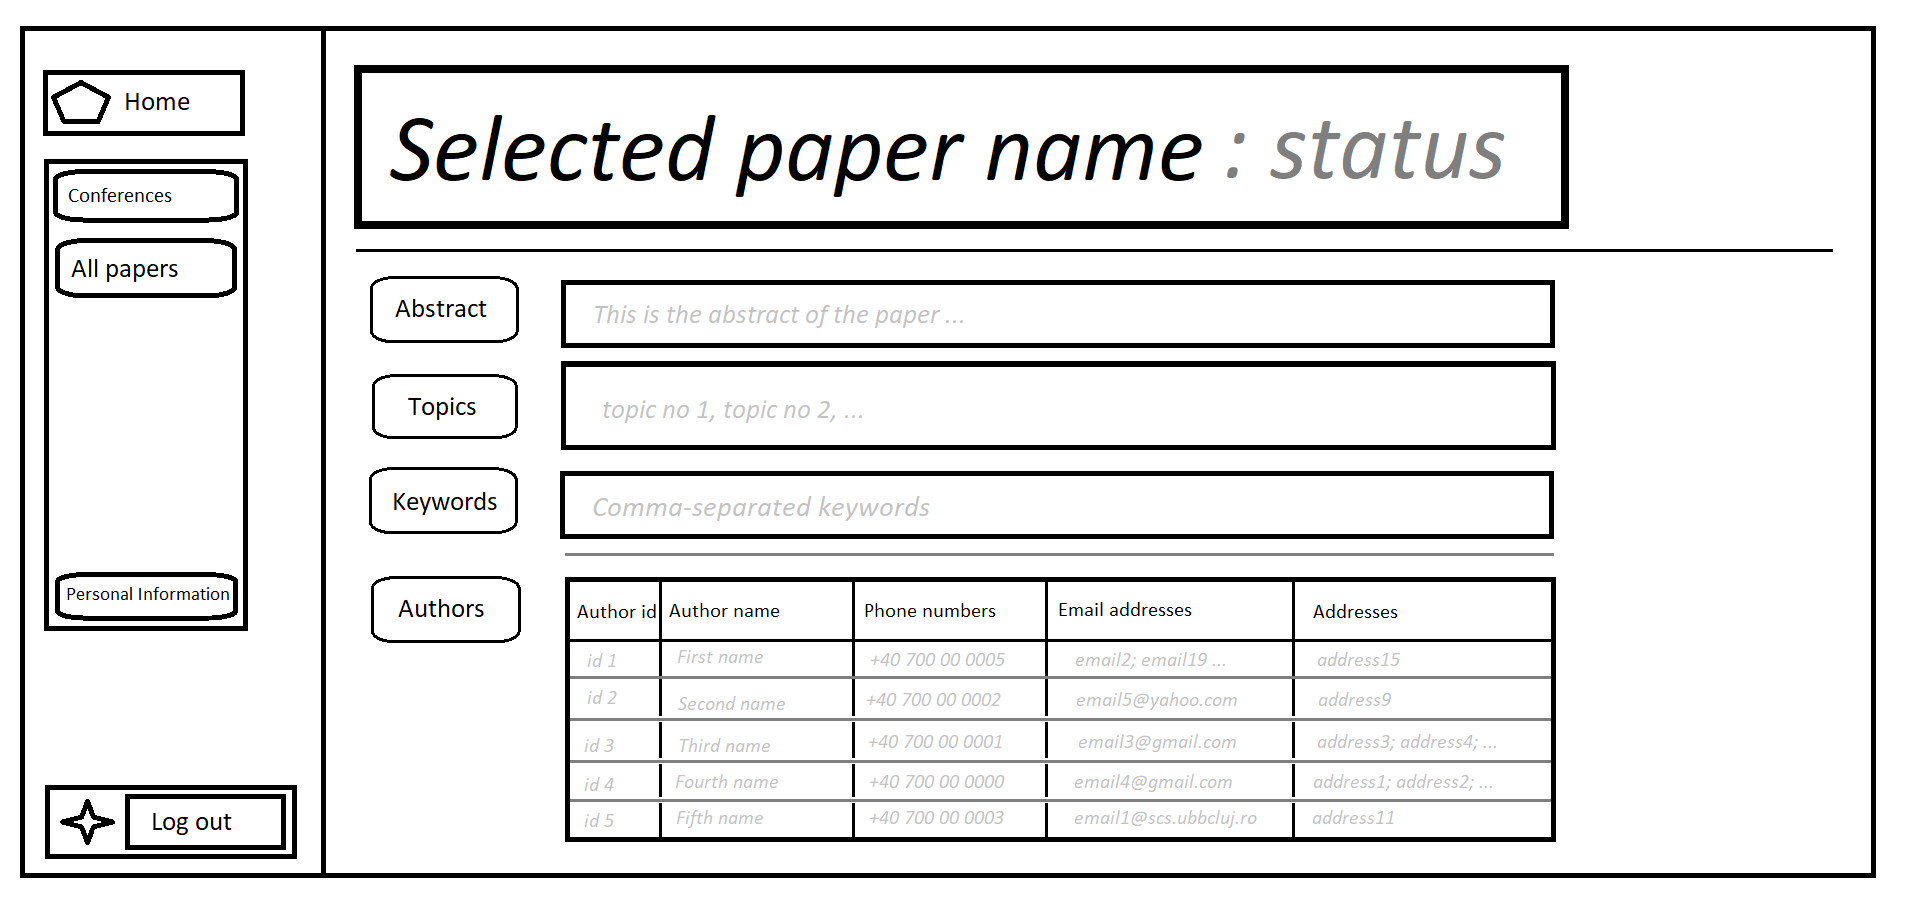 Home
Conferences
All papers
Personal Information
Log out
Selected paper name : status
Abstract
This is the abstract of the paper ...
Topics
topic no 1, topic no 2, ...
Keywords
Comma-separated keywords
Authors
Author id Author name Phone numbers Email addresses Addresses
id 1 First name +40 700 00 0005 email2; email19 ... address15
id 2 Second name +40 700 00 0002 email5@yahoo.com address9
id 3 Third name +40 700 00 0001 email3@gmail.com address3; address4; ...
id 4 Fourth name +40 700 00 0000 email4@gmail.com address1; address2; ...
id 5 Fifth name +40 700 00 0003 email1@scs.ubbcluj.ro address11